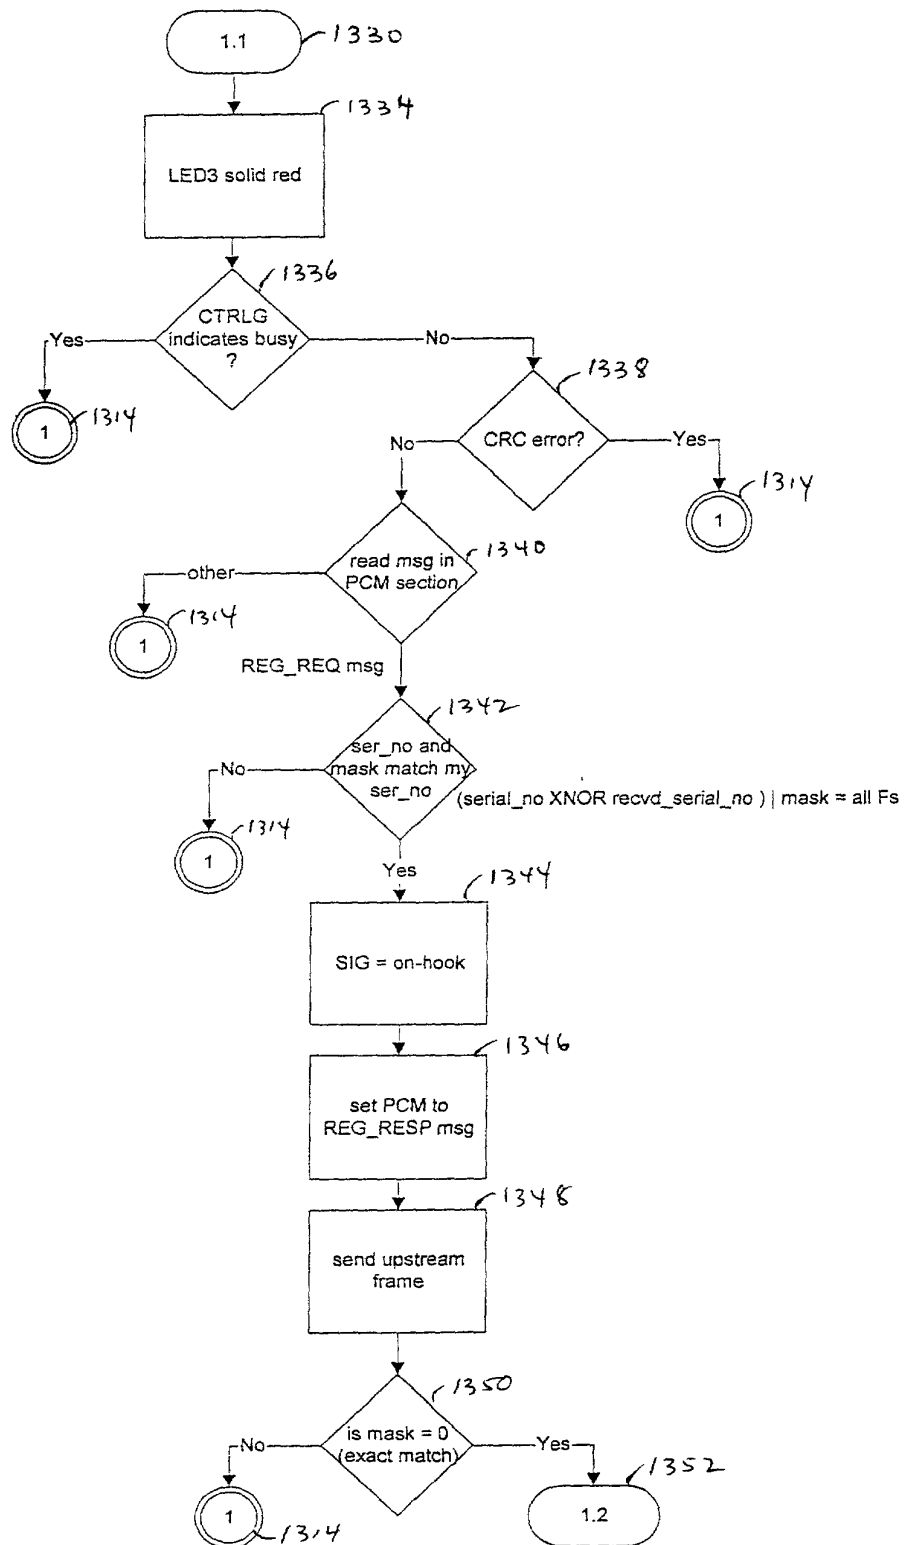 1.1
1330
1334
LED3 solid red
1336
CTRLG
indicates busy
?
Yes
No
1314
1
1338
CRC error?
No
Yes
1314
1
1340
read msg in
PCM section
other
1314
1
REG_REQ msg
1342
ser_no and
mask match my
ser_no
No
(serial_no XNOR recvd_serial_no ) | mask = all Fs
1314
1
Yes
1344
SIG = on-hook
1346
set PCM to
REG_RESP msg
1348
send upstream
frame
1350
is mask = 0
(exact match)
No
Yes
1352
1
1314
1.2